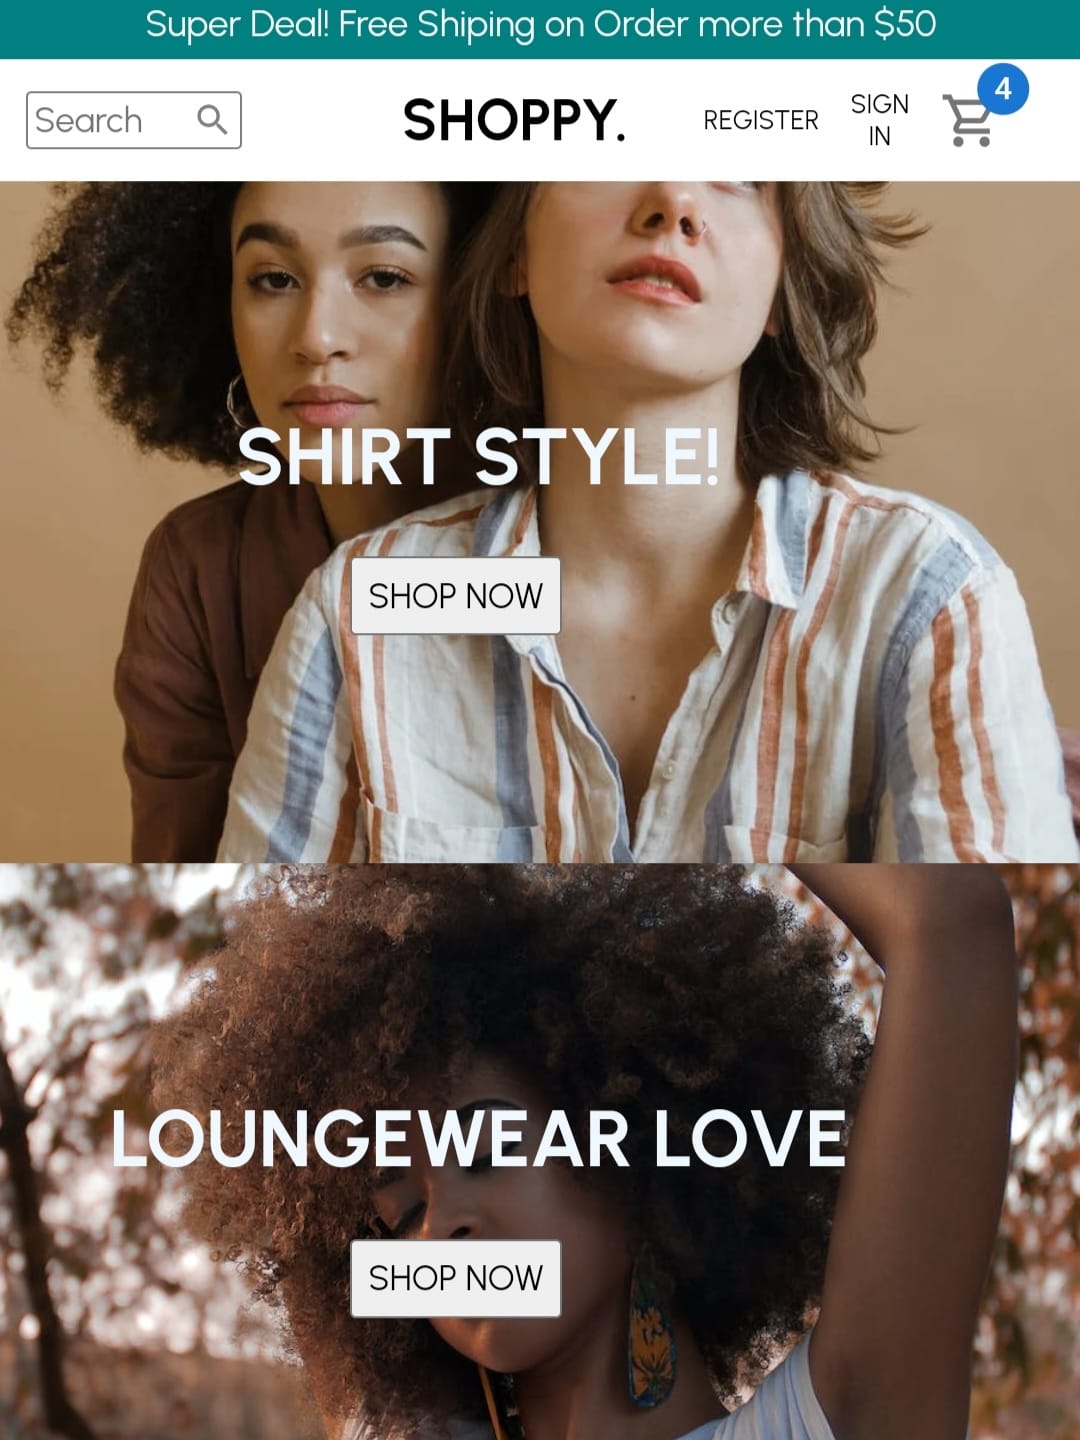 Super Deal! Free Shiping on Order more than $50
Search
SHOPPY.
REGISTER
SIGN
IN
4
SHIRT STYLE!
SHOP NOW
LOUNGEWEAR LOVE
SHOP NOW